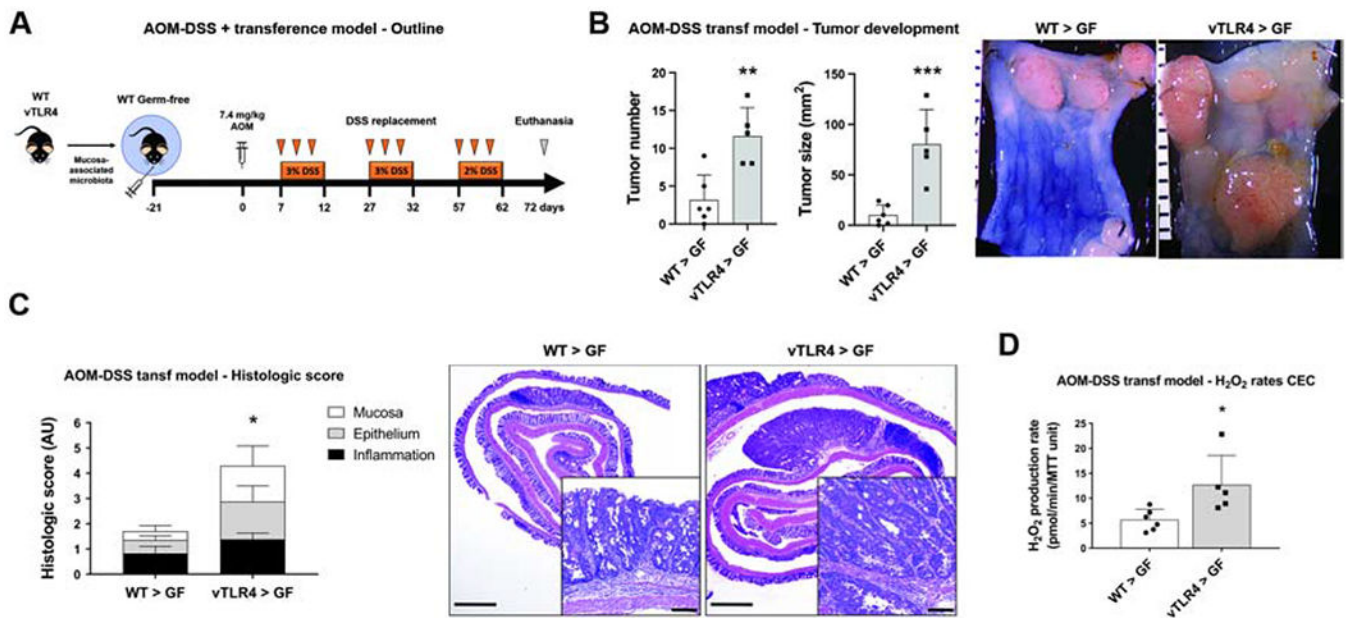 A
AOM-DSS + transference model - Outline
WT
vTLR4
WT Germ-free
Mucosa-
associated
microbiota
7.4 mg/kg
AOM
DSS replacement
Euthanasia
3% DSS
3% DSS
2% DSS
-21
0
7
12
27
32
57
62
72 days
B
AOM-DSS transf model - Tumor development
Tumor number
20
15
10
5
0
**
WT > GF
vTLR4 > GF
Tumor size (mm²)
150
100
50
0
***
WT > GF
vTLR4 > GF
WT > GF
vTLR4 > GF
C
AOM-DSS tansf model - Histologic score
Histologic score (AU)
6
5
4
3
2
1
0
*
WT > GF
vTLR4 > GF
Mucosa
Epithelium
Inflammation
WT > GF
vTLR4 > GF
D
AOM-DSS transf model - H₂O₂ rates CEC
H₂O₂ production rate
(pmol/min/MTT unit)
25
20
15
10
5
0
*
WT > GF
vTLR4 > GF